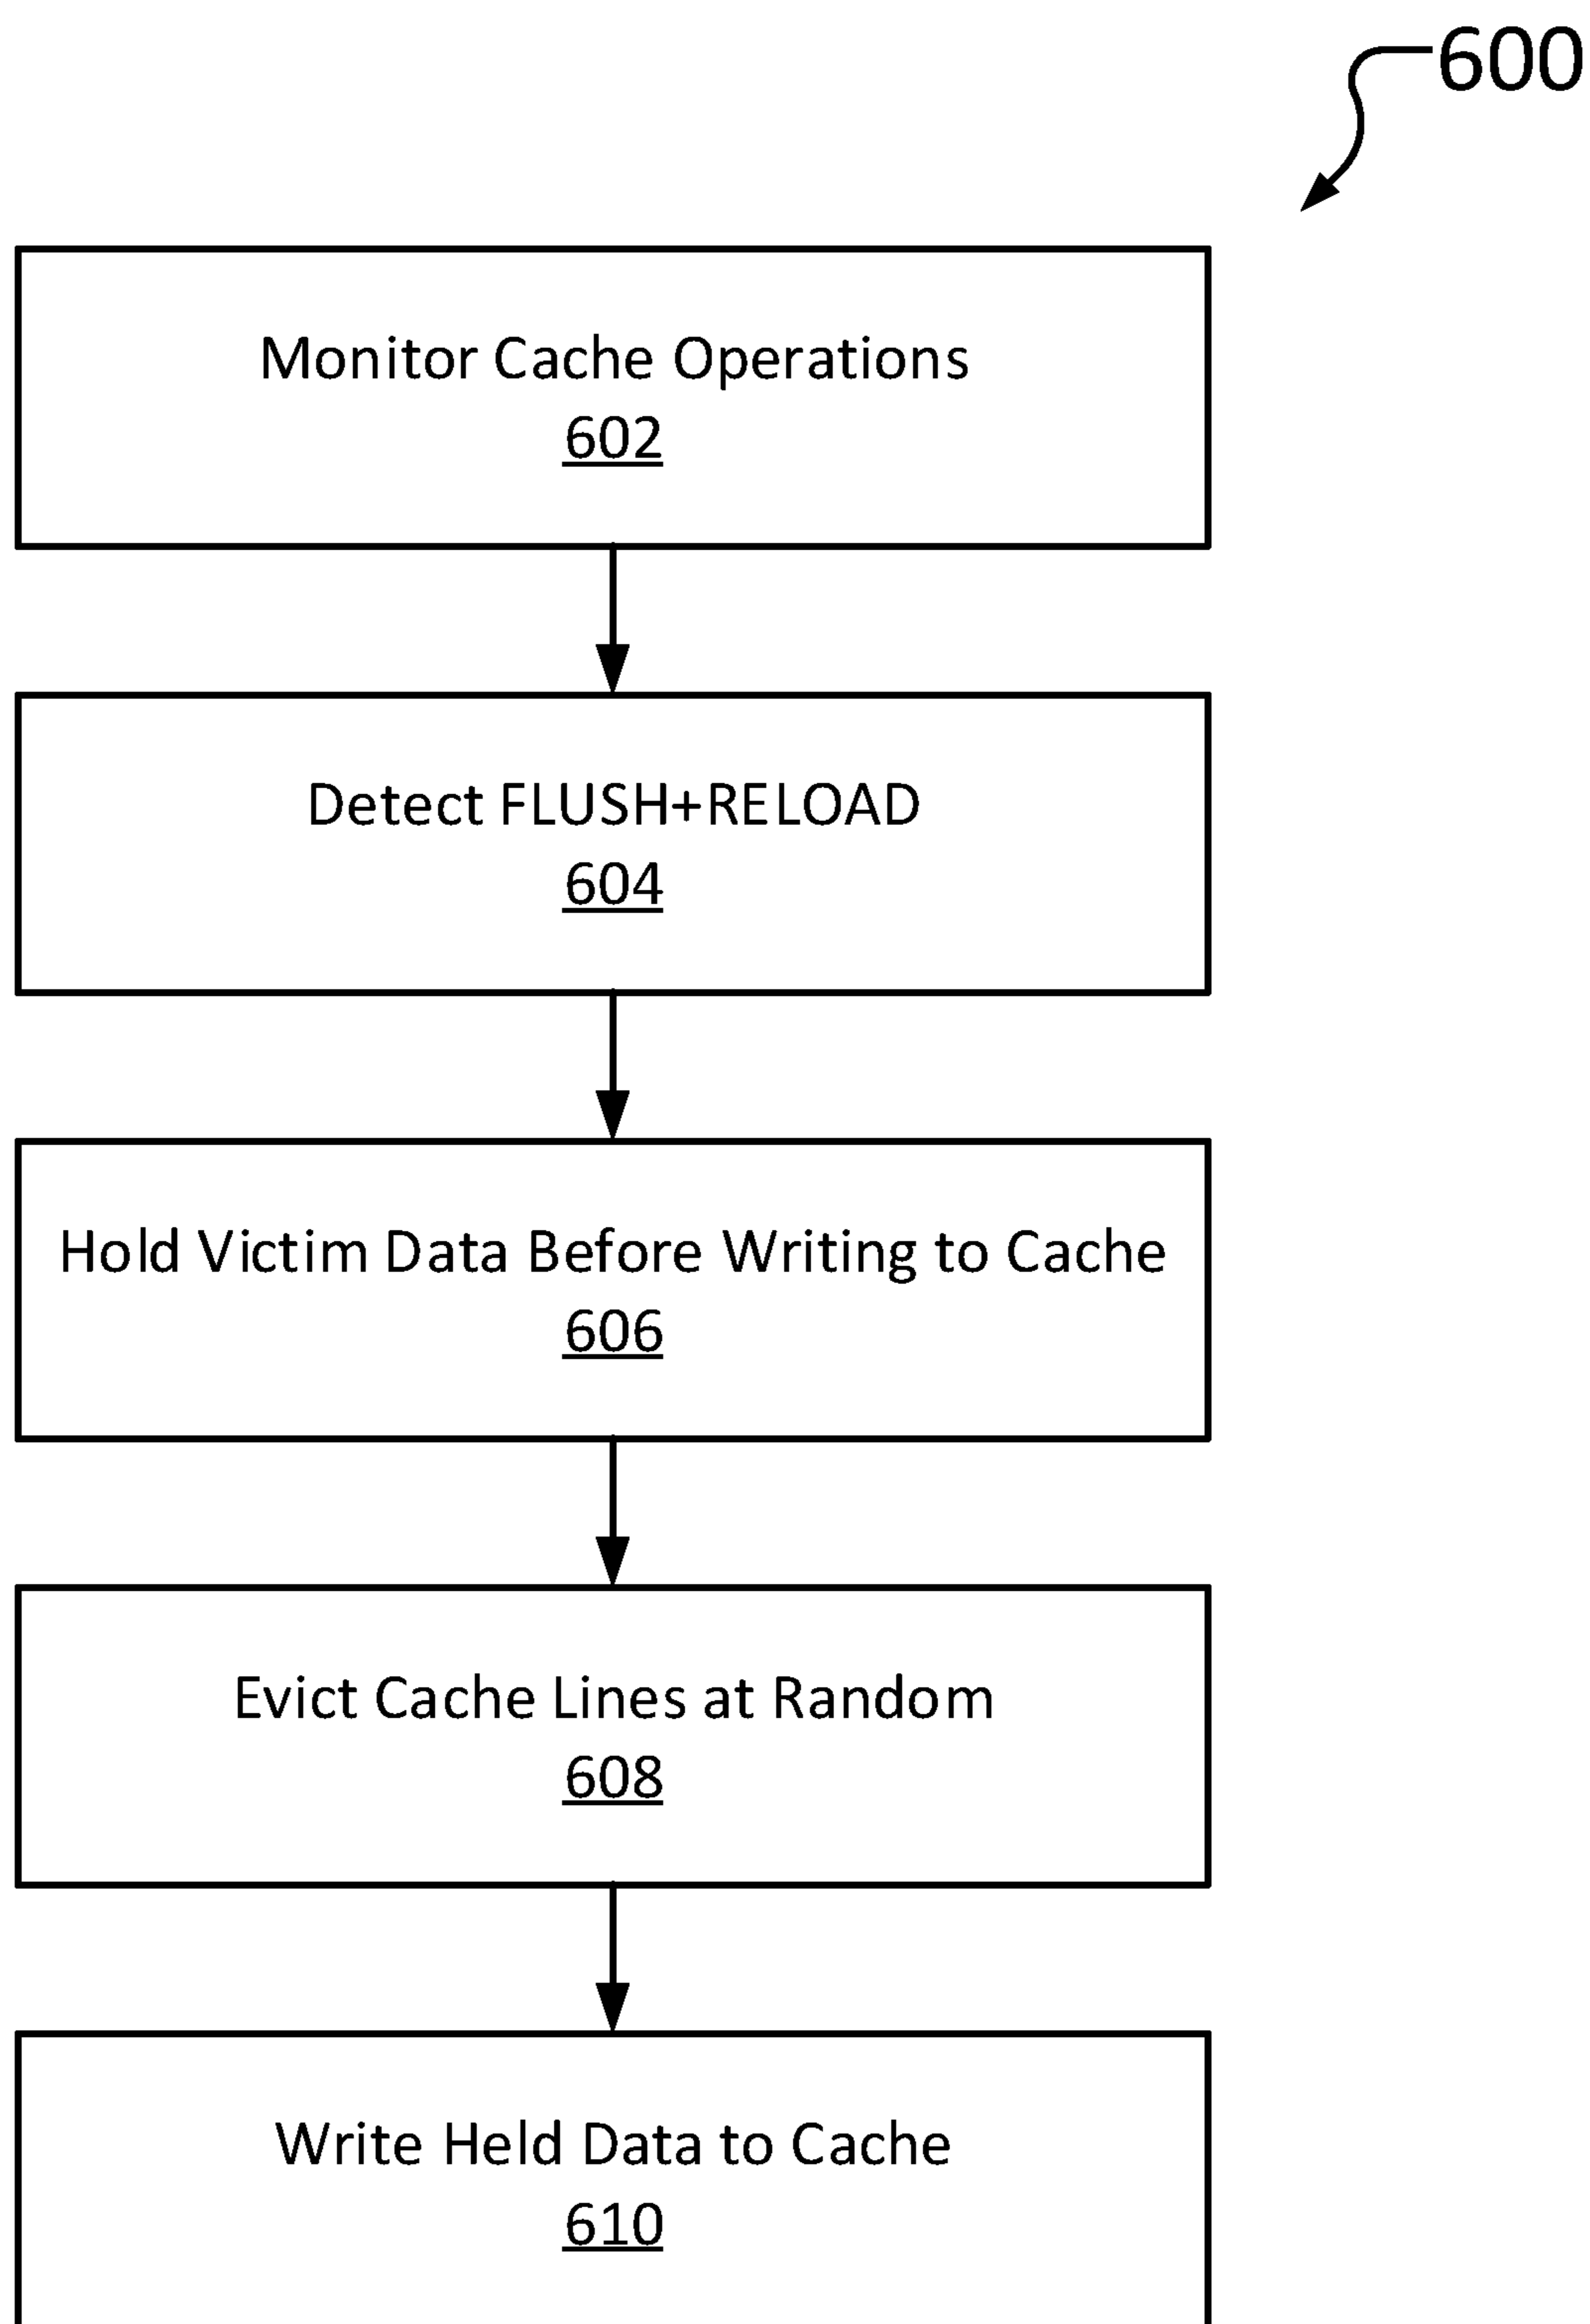 600
Monitor Cache Operations
602
Detect FLUSH+RELOAD
604
Hold Victim Data Before Writing to Cache
606
Evict Cache Lines at Random
608
Write Held Data to Cache
610